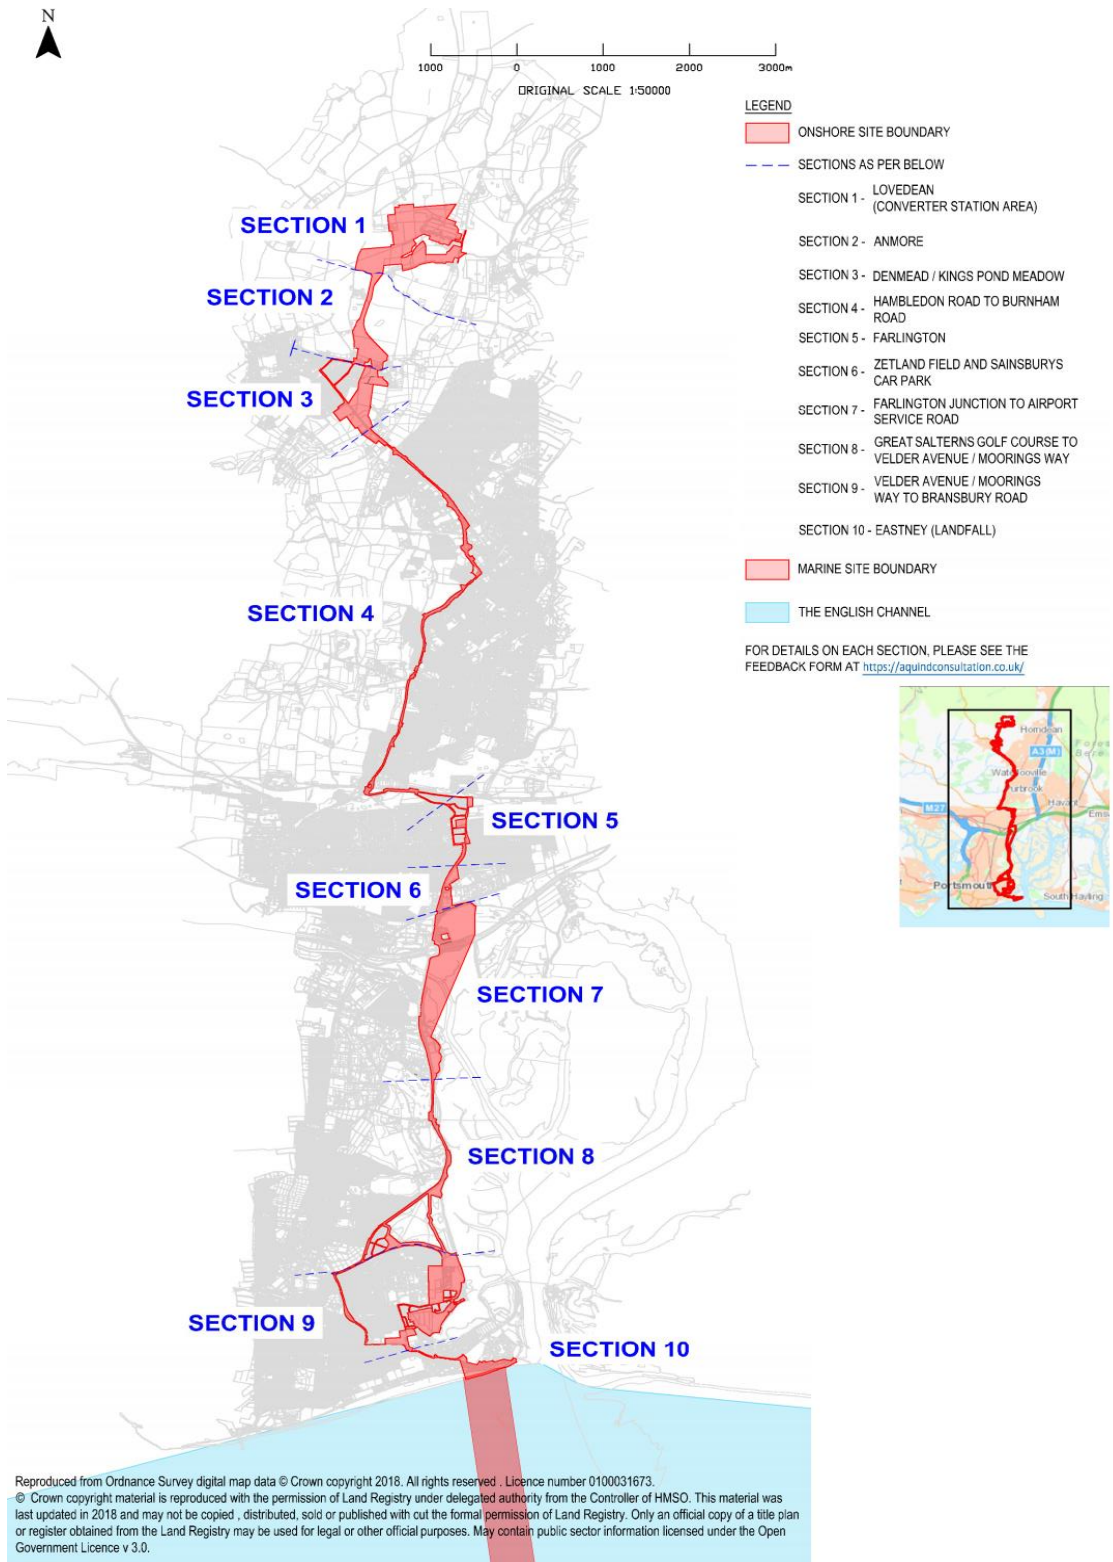 N
1000 0 1000 2000 3000m
ORIGINAL SCALE 1:50000
LEGEND
ONSHORE SITE BOUNDARY
SECTIONS AS PER BELOW
SECTION 1 - LOVEDEAN
(CONVERTER STATION AREA)
SECTION 2 - ANMORE
SECTION 3 - DENMEAD / KINGS POND MEADOW
SECTION 4 - HAMBLEDON ROAD TO BURNHAM
ROAD
SECTION 5 - FARLINGTON
SECTION 6 - ZETLAND FIELD AND SAINSBURYS
CAR PARK
SECTION 7 - FARLINGTON JUNCTION TO AIRPORT
SERVICE ROAD
SECTION 8 - GREAT SALTERNS GOLF COURSE TO
VELDER AVENUE / MOORINGS WAY
SECTION 9 - VELDER AVENUE / MOORINGS
WAY TO BRANSBURY ROAD
SECTION 10 - EASTNEY (LANDFALL)
MARINE SITE BOUNDARY
THE ENGLISH CHANNEL
FOR DETAILS ON EACH SECTION, PLEASE SEE THE
FEEDBACK FORM AT https://aquindconsultation.co.uk/
SECTION 1
SECTION 2
SECTION 3
SECTION 4
SECTION 5
SECTION 6
SECTION 7
SECTION 8
SECTION 9
SECTION 10
Horndean
A3(M)
Purbrook
Havant
M27
Portsmouth
Reproduced from Ordnance Survey digital map data © Crown copyright 2018. All rights reserved . Licence number 0100031673.
© Crown copyright material is reproduced with the permission of Land Registry under delegated authority from the Controller of HMSO. This material was
last updated in 2018 and may not be copied , distributed, sold or published with cut the formal permission of Land Registry. Only an official copy of a title plan
or register obtained from the Land Registry may be used for legal or other official purposes. May contain public sector information licensed under the Open
Government Licence v 3.0.